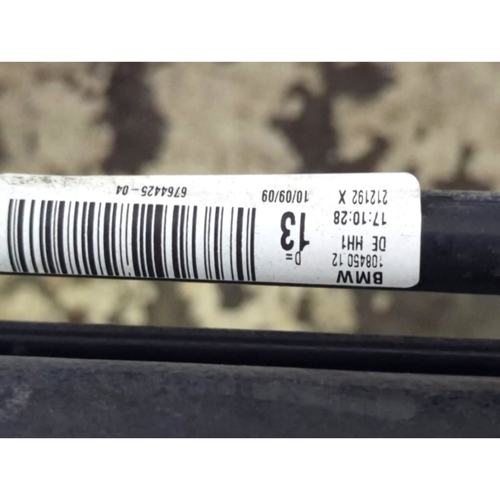 BMW
108450.12
DE HH1
17:10:28
212192 X
D=
13
10/09/09
6764425-04